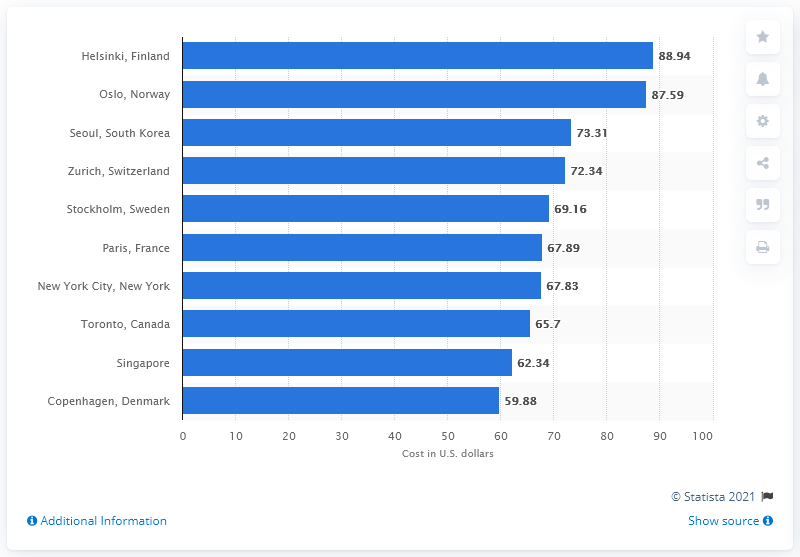 Helsinki, Finland 88.94
Oslo, Norway 87.59
Seoul, South Korea 73.31
Zurich, Switzerland 72.34
Stockholm, Sweden 69.16
Paris, France 67.89
New York City, New York 67.83
Toronto, Canada 65.7
Singapore 62.34
Copenhagen, Denmark 59.88
0 10 20 30 40 50 60 70 80 90 100
Cost in U.S. dollars
© Statista 2021
Additional Information
Show source